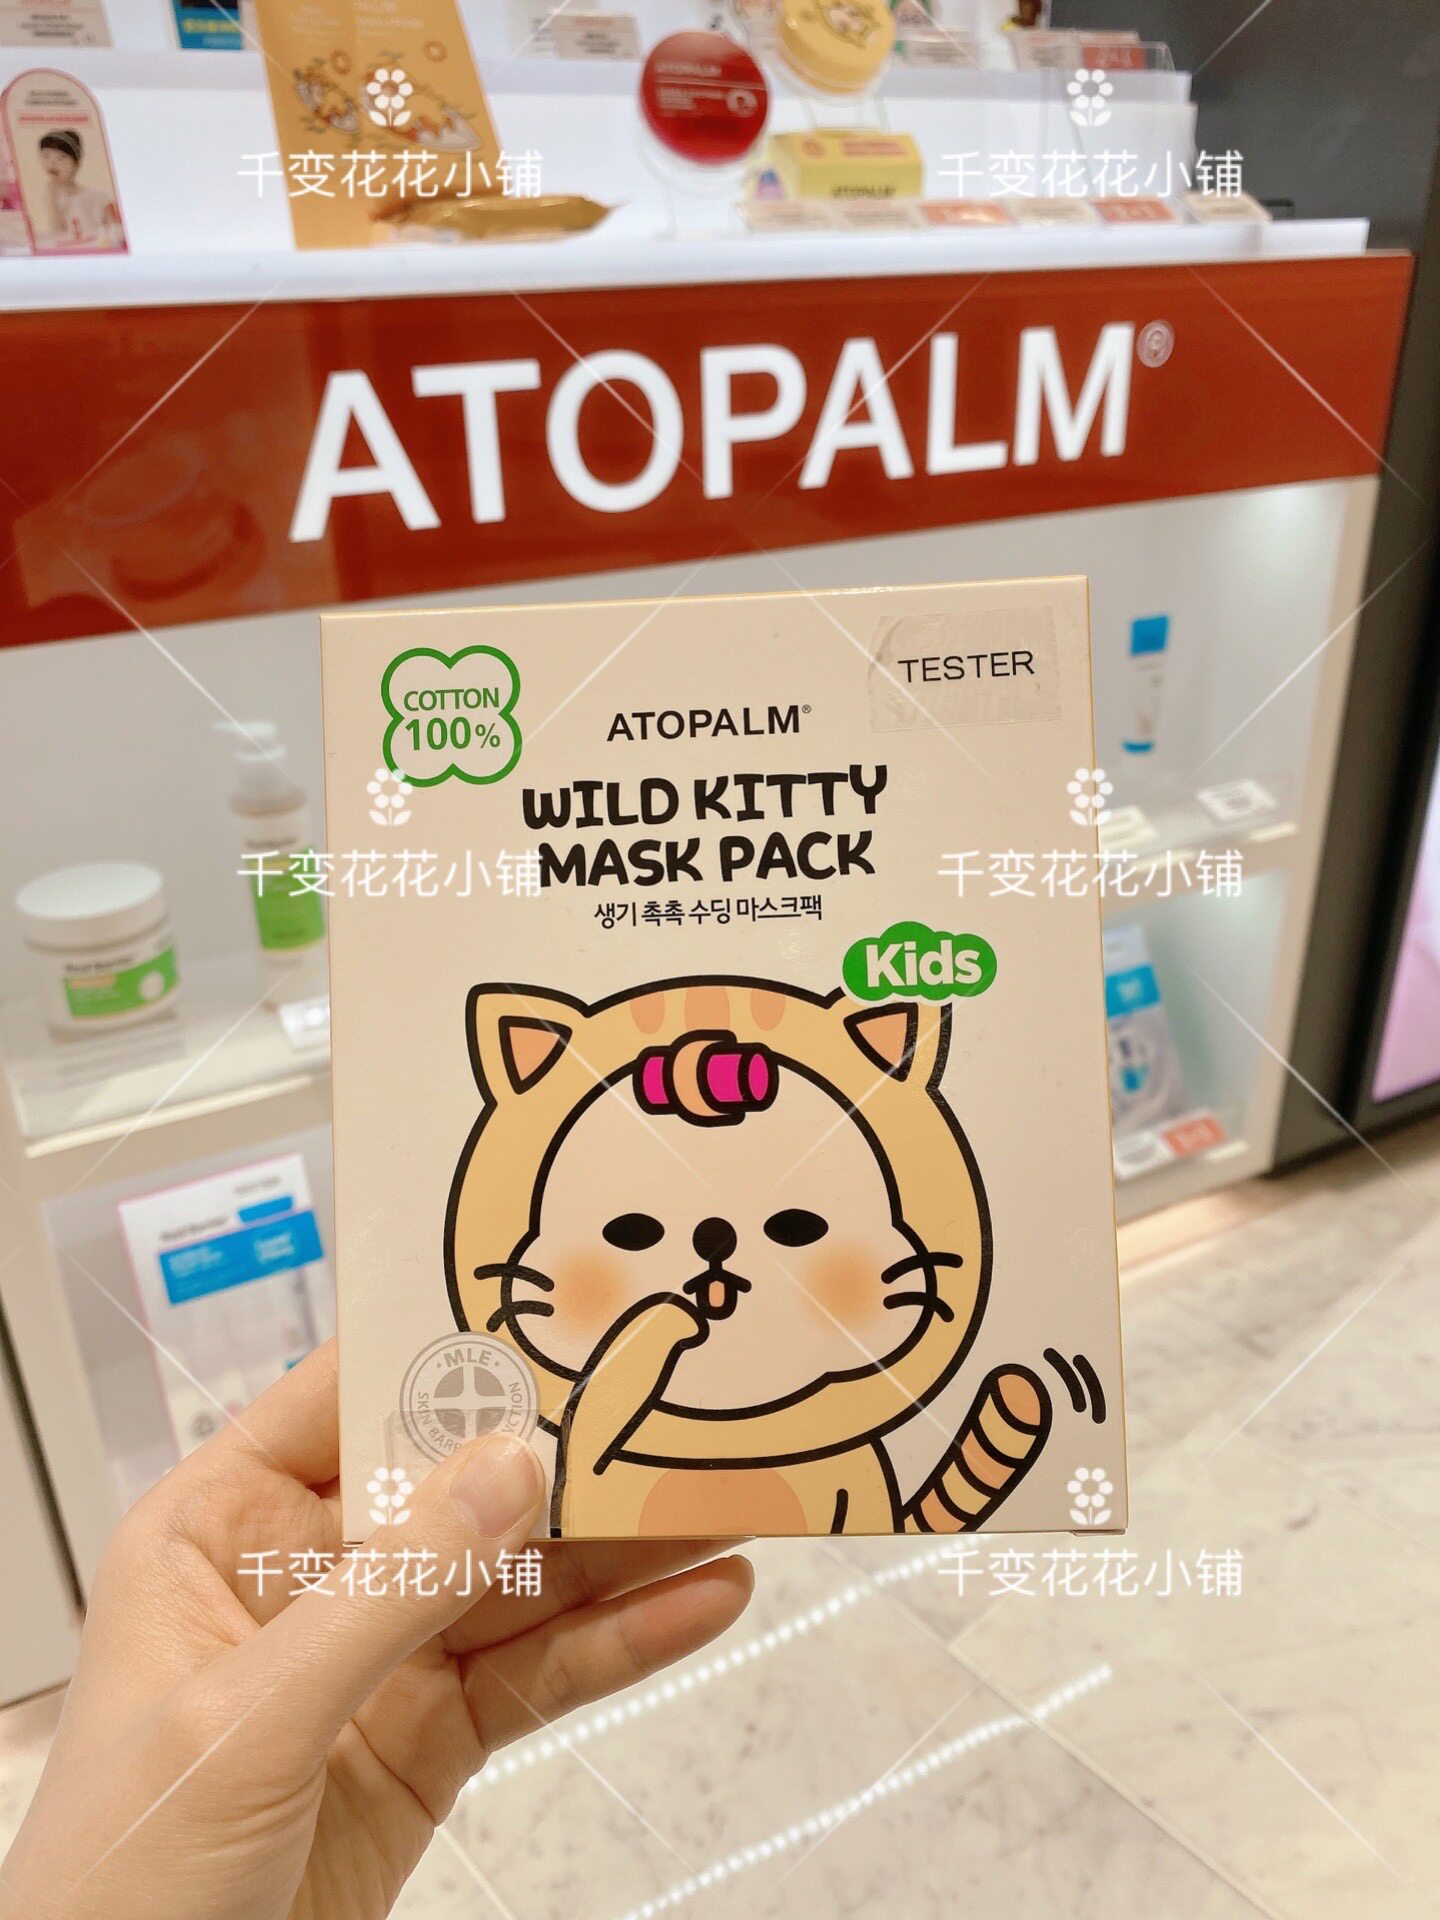 千变花花小铺
千变花花小铺
ATOPALM
ATOPALM®
COTTON
100%
TESTER
ATOPALM®
WILD KITTY
MASK PACK
千变花花小铺
千变花花小铺
생기 촉촉 수딩 마스크팩
Kids
MLE
千变花花小铺
千变花花小铺